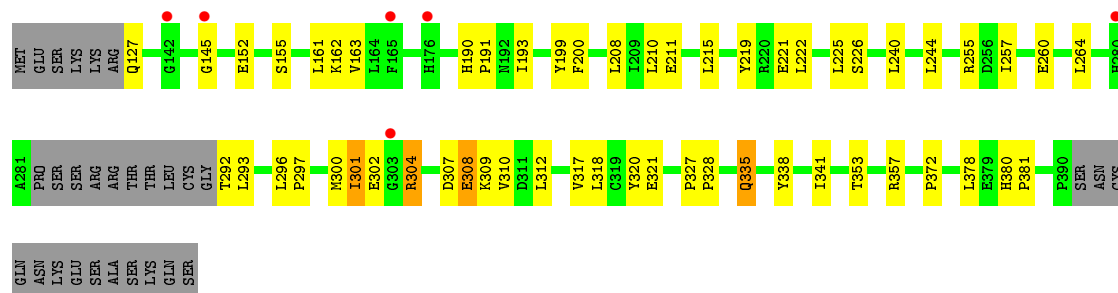 MET GLU SER LYS LYS ARG Q127 G142 G145 E152 S155 L161 K162 V163 L164 F165 H176 H190 P191 N192 I193 Y199 F200 L208 I209 L210 E211 L215 Y219 R220 E221 L222 L225 S226 L240 L244 R255 D256 I257 E260 L264 H280
A281 PRO SER SER ARG ARG THR THR LEU CYS GLY T292 L293 L296 P297 M300 I301 E302 G303 R304 D307 E308 K309 V310 D311 L312 V317 L318 C319 Y320 E321 P327 P328 Q335 Y338 I341 T353 R357 P372 L378 E379 H380 P381 P390 SER ASN CYS
GLN ASN LYS GLU SER ALA SER LYS GLN SER